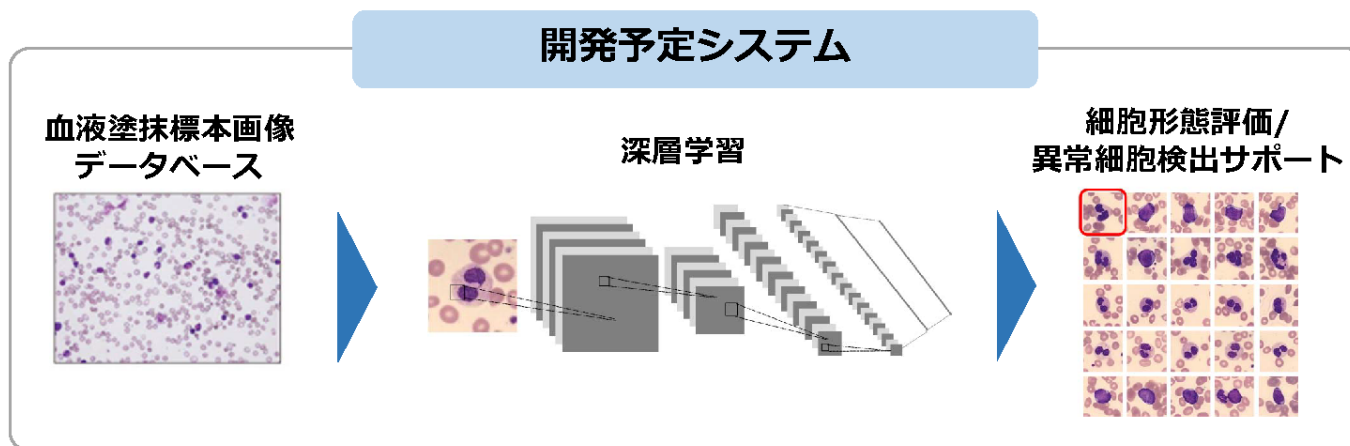 開発予定システム
血液塗抹標本画像
データベース
深層学習
細胞形態評価/
異常細胞検出サポート